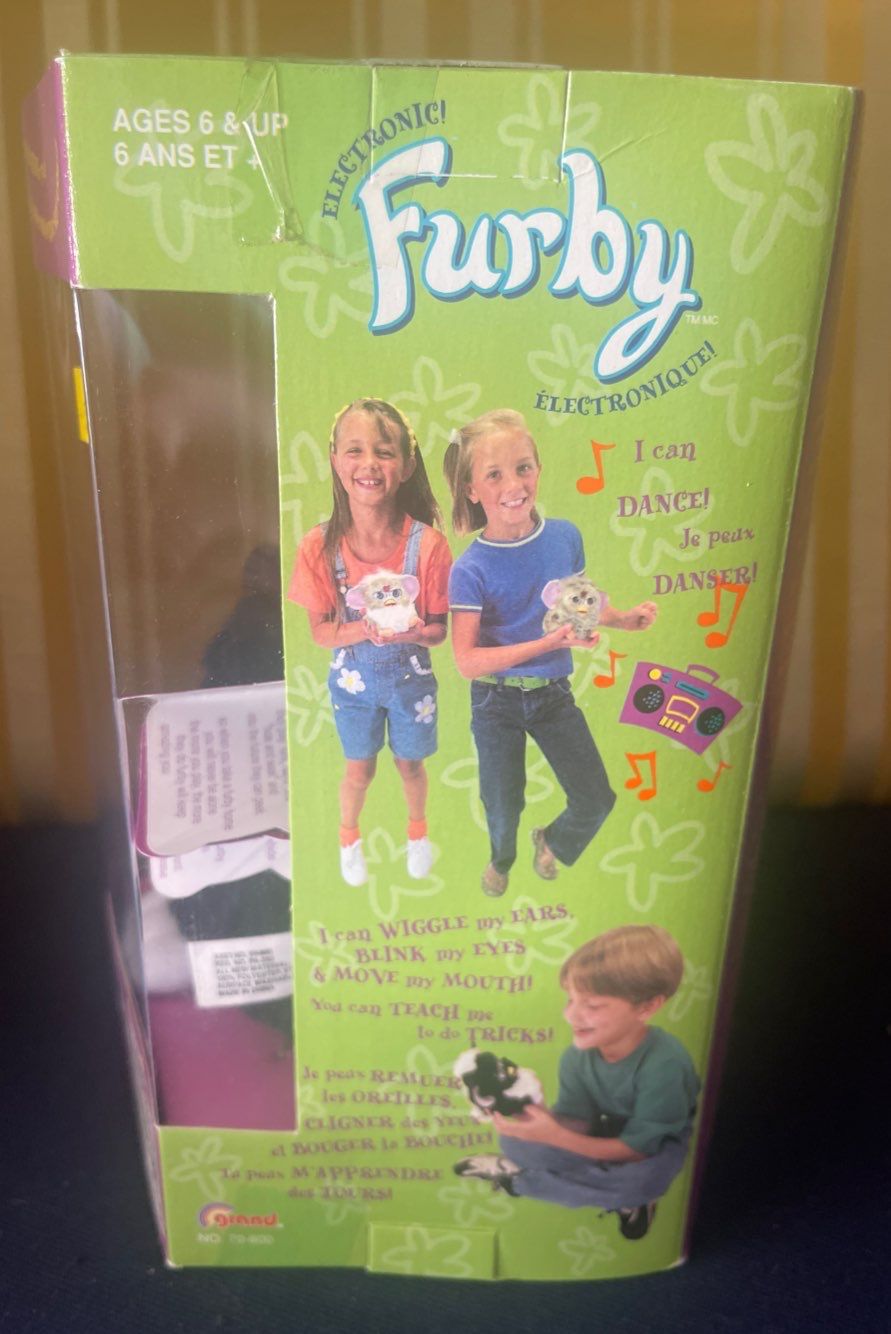 AGES 6 & UP
6 ANS ET +
ELECTRONIC!
Furby
TM MC
ÉLECTRONIQUE!
I can
DANCE!
Je peux
DANSER!
I can WIGGLE my EARS,
BLINK my EYES
& MOVE my MOUTH!
You can TEACH me
to do TRICKS!
Je peux REMUER
les OREILLES,
CLIGNER des YEUX
et BOUGER la BOUCHE!
Tu peux M'APPRENDRE
des TOURS!
grand
NO.